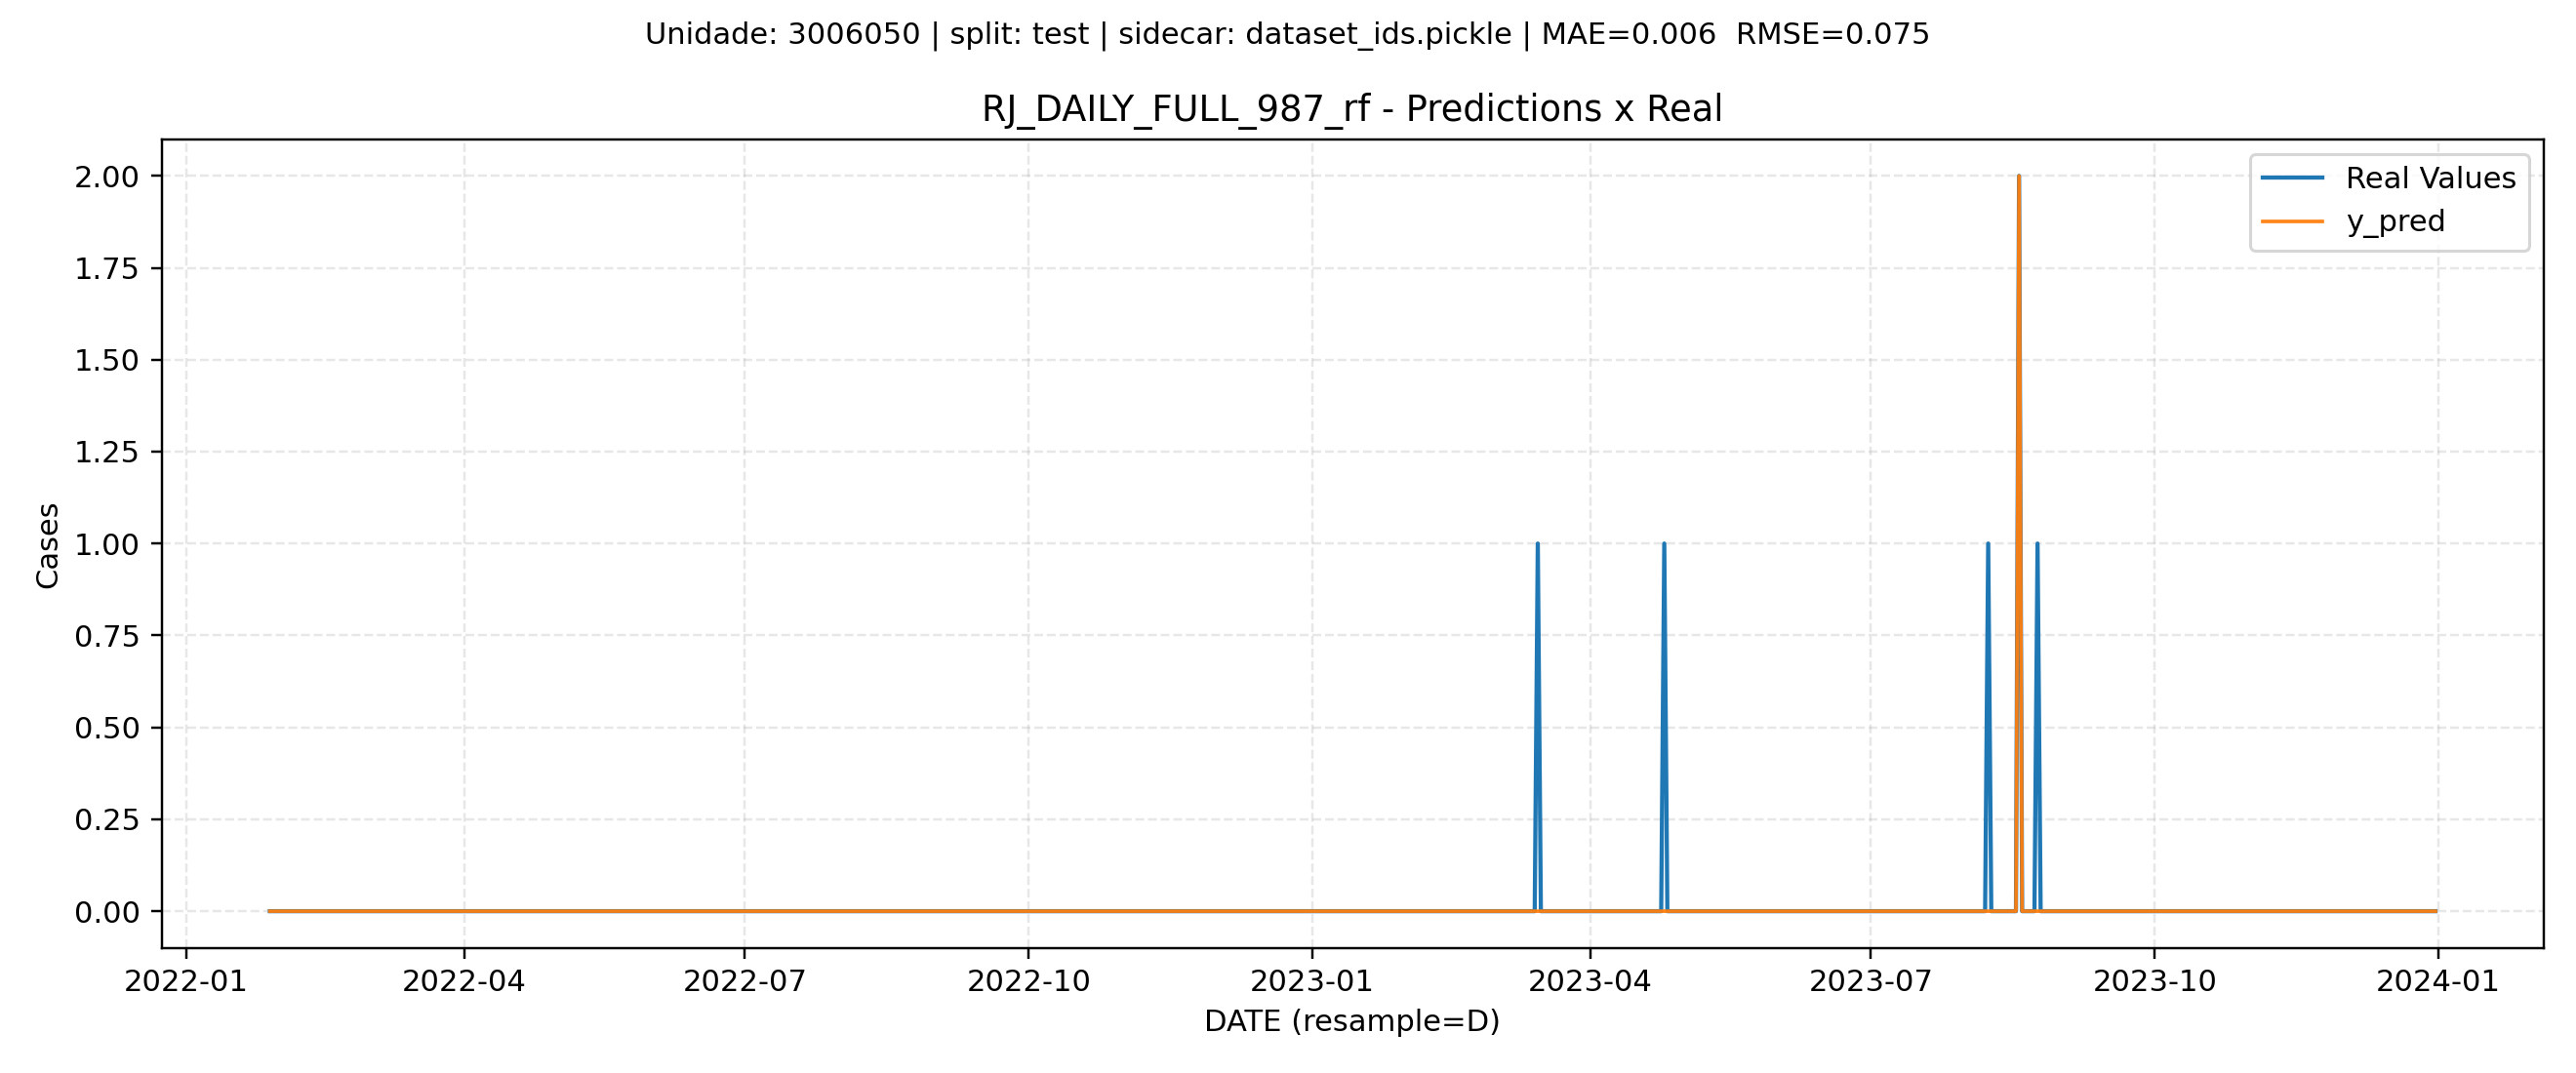 Unidade: 3006050 | split: test | sidecar: dataset_ids.pickle | MAE=0.006  RMSE=0.075
RJ_DAILY_FULL_987_rf - Predictions x Real
Real Values
y_pred
2.00
1.75
1.50
1.25
1.00
0.75
0.50
0.25
0.00
Cases
2022-01 2022-04 2022-07 2022-10 2023-01 2023-04 2023-07 2023-10 2024-01
DATE (resample=D)